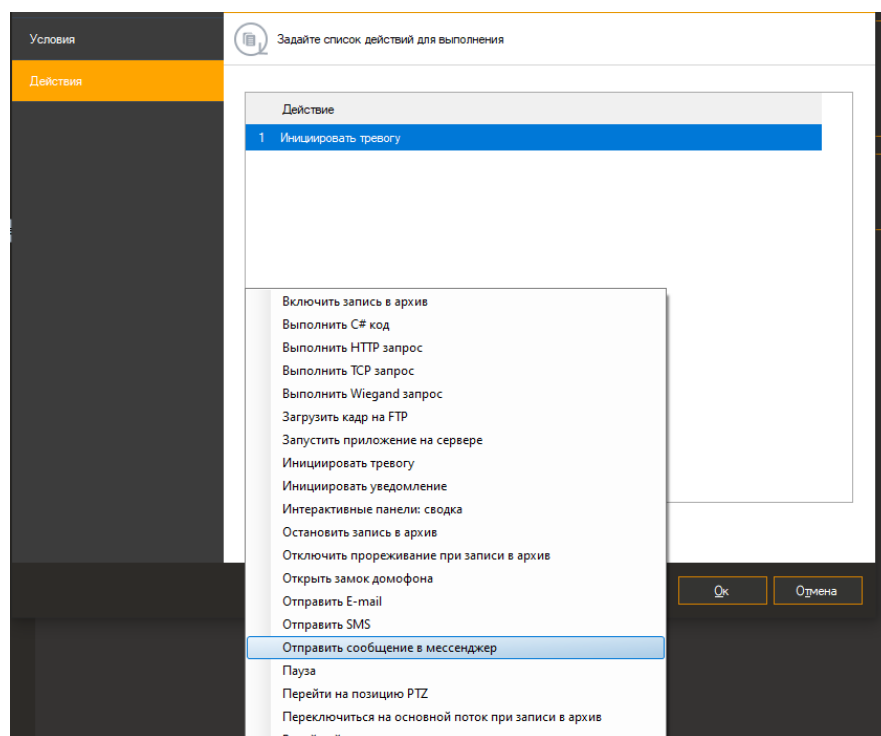 Условия
Задайте список действий для выполнения
Действия
Действие
1 Инициировать тревогу
Включить запись в архив
Выполнить C# код
Выполнить HTTP запрос
Выполнить TCP запрос
Выполнить Wiegand запрос
Загрузить кадр на FTP
Запустить приложение на сервере
Инициировать тревогу
Инициировать уведомление
Интерактивные панели: сводка
Остановить запись в архив
Отключить прореживание при записи в архив
Открыть замок домофона
Ок Отмена
Отправить E-mail
Отправить SMS
Отправить сообщение в мессенджер
Пауза
Перейти на позицию PTZ
Переключиться на основной поток при записи в архив